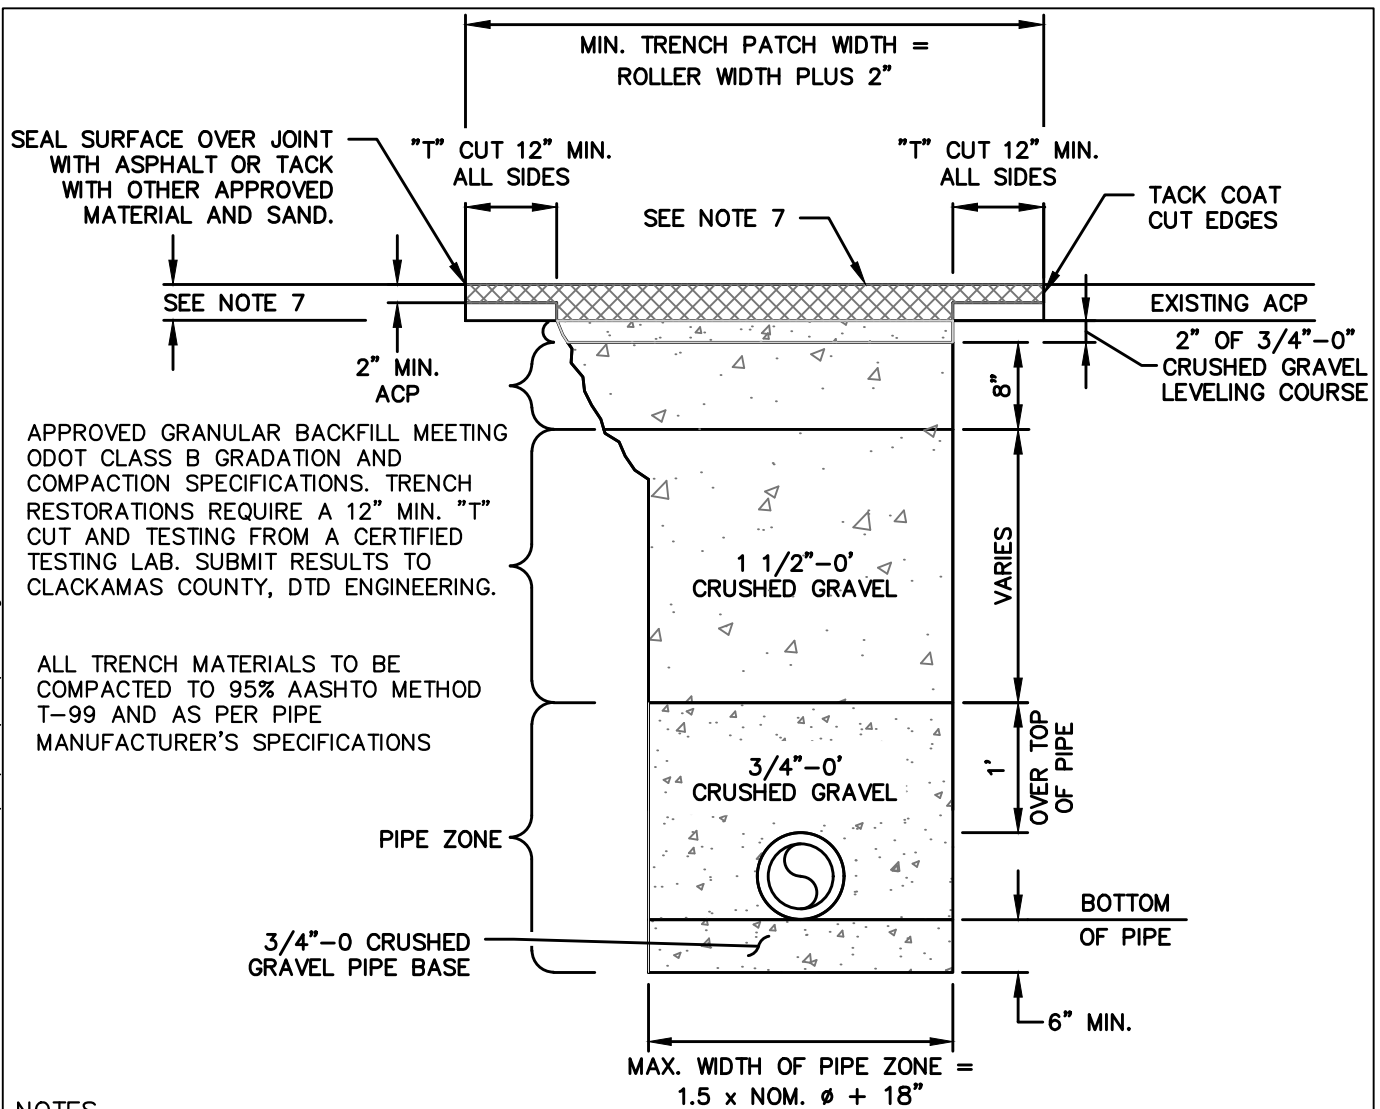 MIN. TRENCH PATCH WIDTH =
ROLLER WIDTH PLUS 2"
SEAL SURFACE OVER JOINT
WITH ASPHALT OR TACK
WITH OTHER APPROVED
MATERIAL AND SAND.
"T" CUT 12" MIN.
ALL SIDES
SEE NOTE 7
"T" CUT 12" MIN.
ALL SIDES
TACK COAT
CUT EDGES
SEE NOTE 7
EXISTING ACP
2" MIN.
ACP
2" OF 3/4"-0"
CRUSHED GRAVEL
LEVELING COURSE
8"
APPROVED GRANULAR BACKFILL MEETING
ODOT CLASS B GRADATION AND
COMPACTION SPECIFICATIONS. TRENCH
RESTORATIONS REQUIRE A 12" MIN. "T"
CUT AND TESTING FROM A CERTIFIED
TESTING LAB. SUBMIT RESULTS TO
CLACKAMAS COUNTY, DTD ENGINEERING.
1 1/2"-0'
CRUSHED GRAVEL
VARIES
ALL TRENCH MATERIALS TO BE
COMPACTED TO 95% AASHTO METHOD
T-99 AND AS PER PIPE
MANUFACTURER'S SPECIFICATIONS
3/4"-0'
CRUSHED GRAVEL
1'
OVER TOP
OF PIPE
PIPE ZONE
BOTTOM
OF PIPE
3/4"-0 CRUSHED
GRAVEL PIPE BASE
6" MIN.
MAX. WIDTH OF PIPE ZONE =
1.5 x NOM. ø + 18"
NOTES